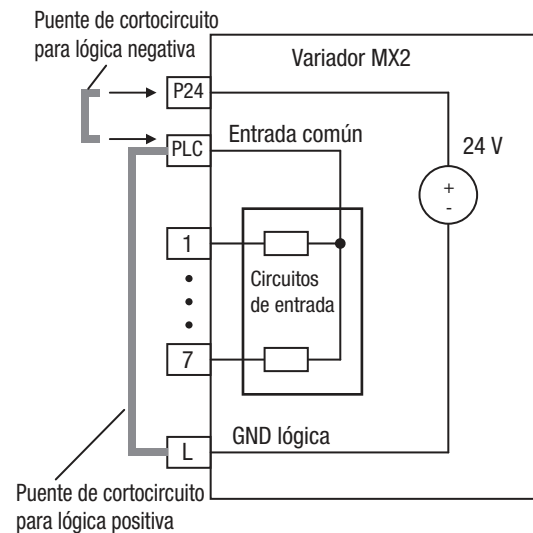 Puente de cortocircuito
para lógica negativa
Variador MX2
P24
PLC
Entrada común
24 V
+
-
1
Circuitos
de entrada
7
GND lógica
L
Puente de cortocircuito
para lógica positiva